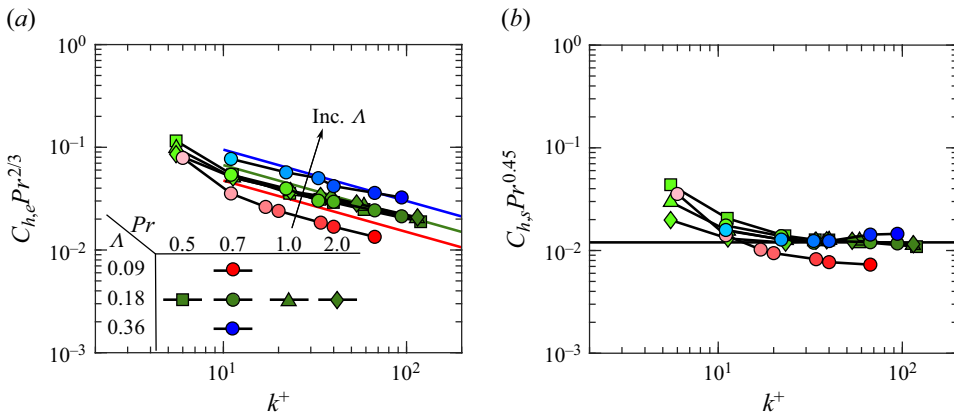 (a)
10^0
10^{-1}
10^{-2}
10^{-3}
C_{h,e}Pr^{2/3}
Inc. Λ
Pr
Λ 0.5 0.7 1.0 2.0
0.09
0.18
0.36
10^1 10^2
k^+
(b)
10^0
10^{-1}
10^{-2}
10^{-3}
C_{h,s}Pr^{0.45}
10^1 10^2
k^+